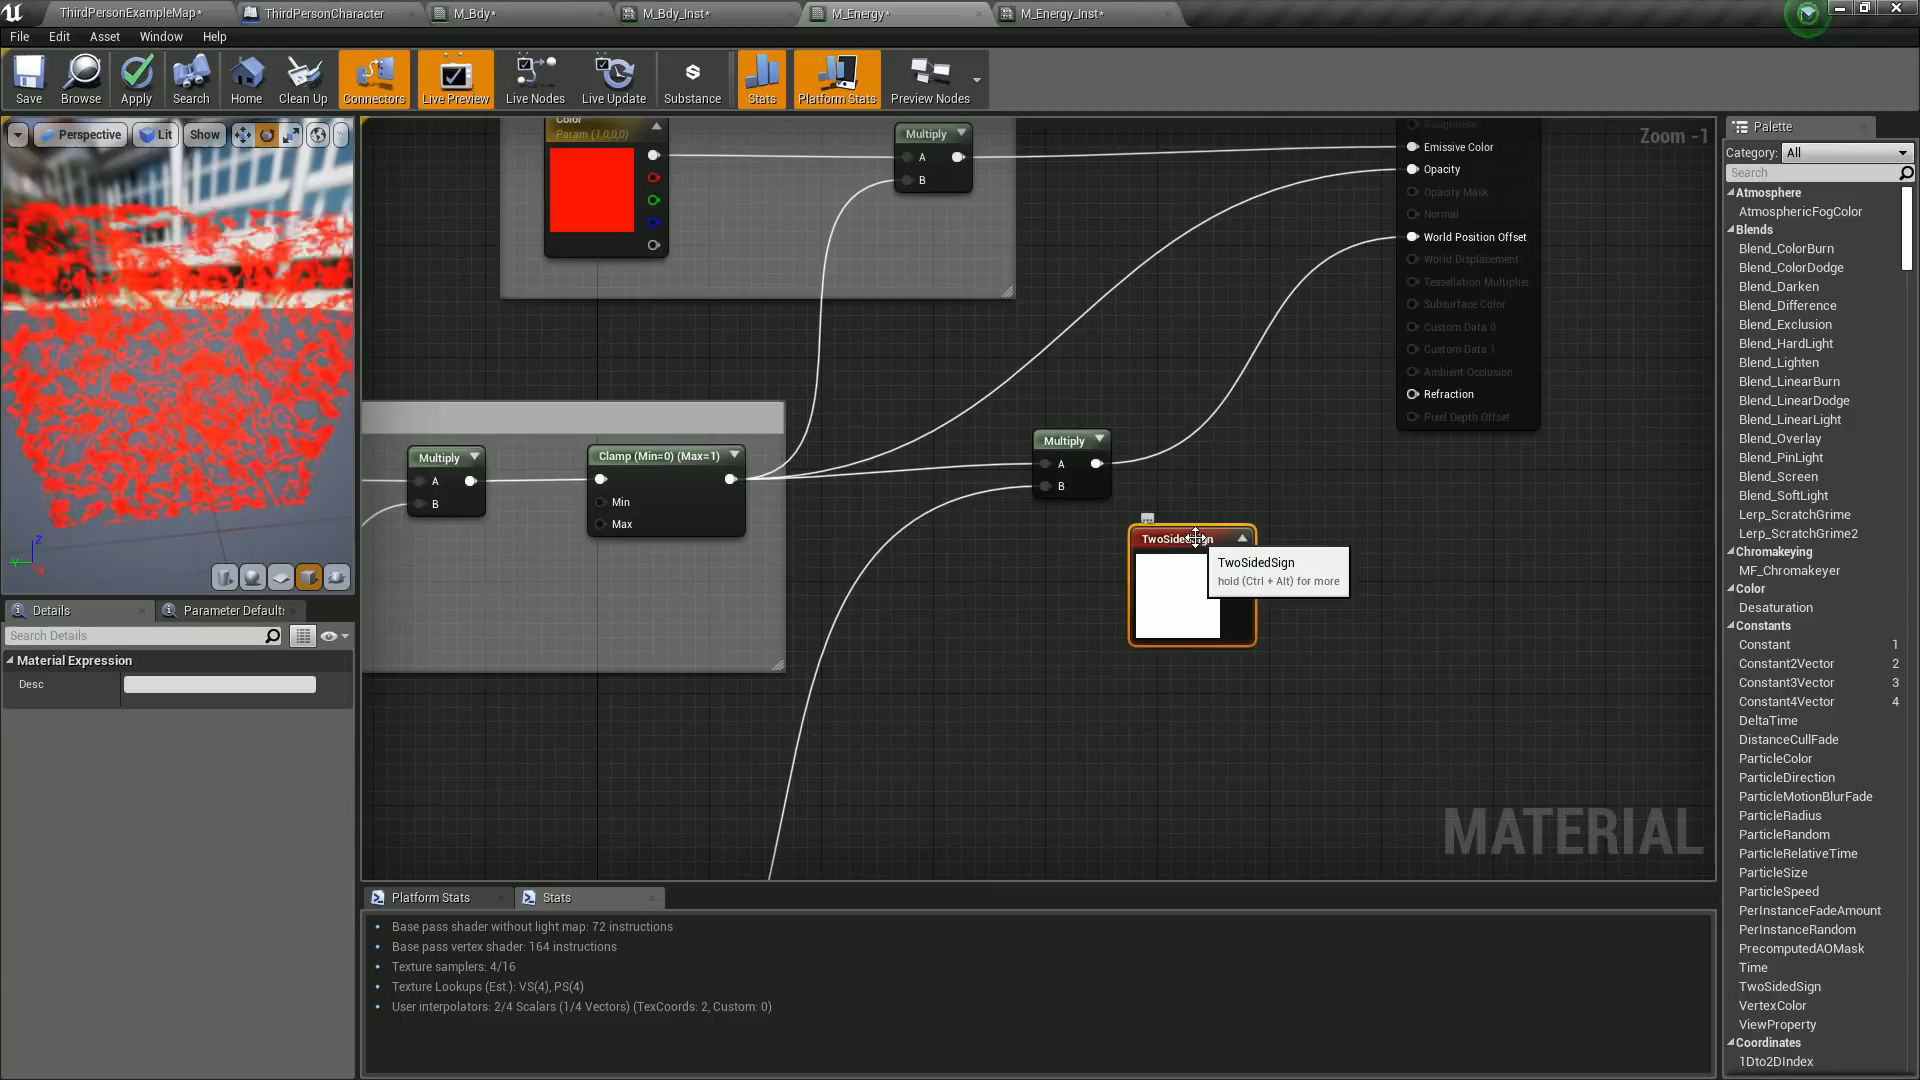 ThirdPersonExampleMap*
ThirdPersonCharacter
M_Bdy*
M_Bdy_Inst*
M_Energy*
M_Energy_Inst*
File
Edit
Asset
Window
Help
Save
Browse
Apply
Search
Home
Clean Up
Connectors
Live Preview
Live Nodes
Live Update
Substance
Stats
Platform Stats
Preview Nodes
Perspective
Lit
Show
Z
Y
X
Details
Parameter Defaults
Search Details
Material Expression
Desc
Color
Param (1,0,0,0)
Multiply
A
B
Zoom -1
Roughness
Emissive Color
Opacity
Opacity Mask
Normal
World Position Offset
World Displacement
Tessellation Multiplier
Subsurface Color
Custom Data 0
Custom Data 1
Ambient Occlusion
Refraction
Pixel Depth Offset
Multiply
A
B
Clamp (Min=0) (Max=1)
Min
Max
Multiply
A
B
TwoSidedSign
TwoSidedSign
hold (Ctrl + Alt) for more
MATERIAL
Platform Stats
Stats
Base pass shader without light map: 72 instructions
Base pass vertex shader: 164 instructions
Texture samplers: 4/16
Texture Lookups (Est.): VS(4), PS(4)
User interpolators: 2/4 Scalars (1/4 Vectors) (TexCoords: 2, Custom: 0)
Palette
Category: All
Search
Atmosphere
AtmosphericFogColor
Blends
Blend_ColorBurn
Blend_ColorDodge
Blend_Darken
Blend_Difference
Blend_Exclusion
Blend_HardLight
Blend_Lighten
Blend_LinearBurn
Blend_LinearDodge
Blend_LinearLight
Blend_Overlay
Blend_PinLight
Blend_Screen
Blend_SoftLight
Lerp_ScratchGrime
Lerp_ScratchGrime2
Chromakeying
MF_Chromakeyer
Color
Desaturation
Constants
Constant 1
Constant2Vector 2
Constant3Vector 3
Constant4Vector 4
DeltaTime
DistanceCullFade
ParticleColor
ParticleDirection
ParticleMotionBlurFade
ParticleRadius
ParticleRandom
ParticleRelativeTime
ParticleSize
ParticleSpeed
PerInstanceFadeAmount
PerInstanceRandom
PrecomputedAOMask
Time
TwoSidedSign
VertexColor
ViewProperty
Coordinates
1Dto2DIndex